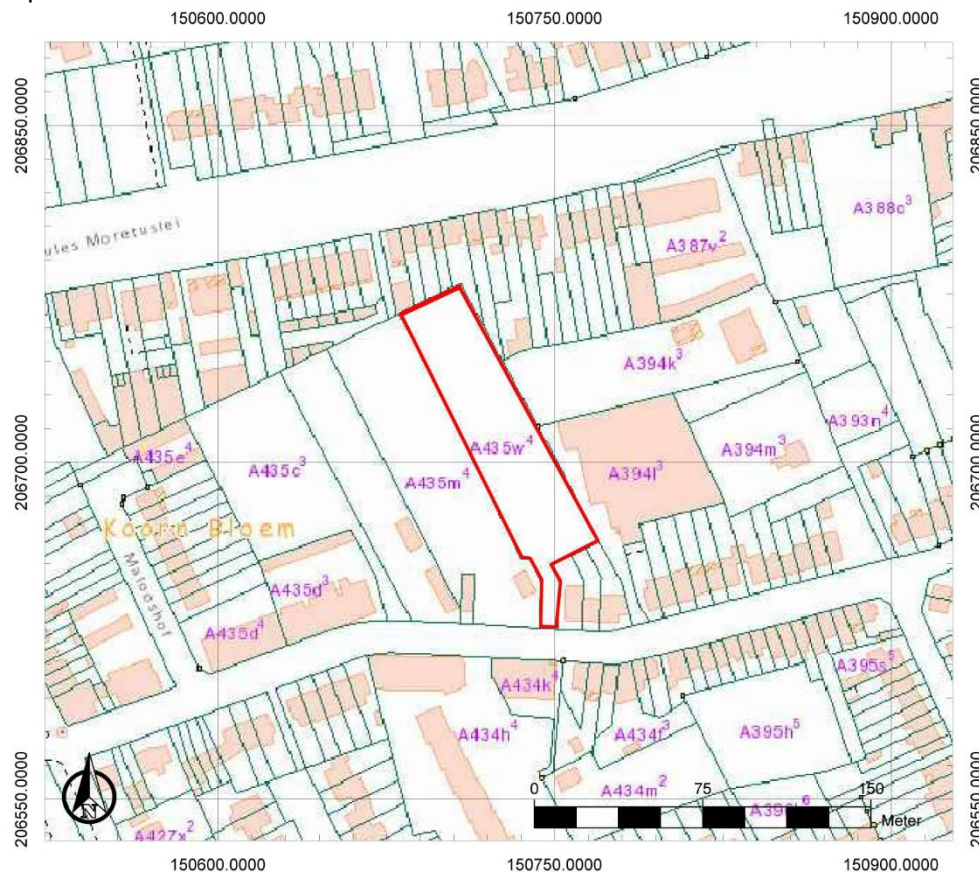 150600.0000
150750.0000
150900.0000
206850.0000
206850.0000
A388c³
ules Moretuslei
A387v²
A394k³
A435w⁴
A393n⁴
A435e⁴
A435c³
A394m³
A435m⁴
A394l³
206700.0000
206700.0000
Koorn Bloem
A435d³
A435d⁴
A434k⁴
A395s⁵
A434h⁴
A434f³
A395h⁵
A434m²
0
75
150
Meter
N
206550.0000
206550.0000
A427x²
150600.0000
150750.0000
150900.0000